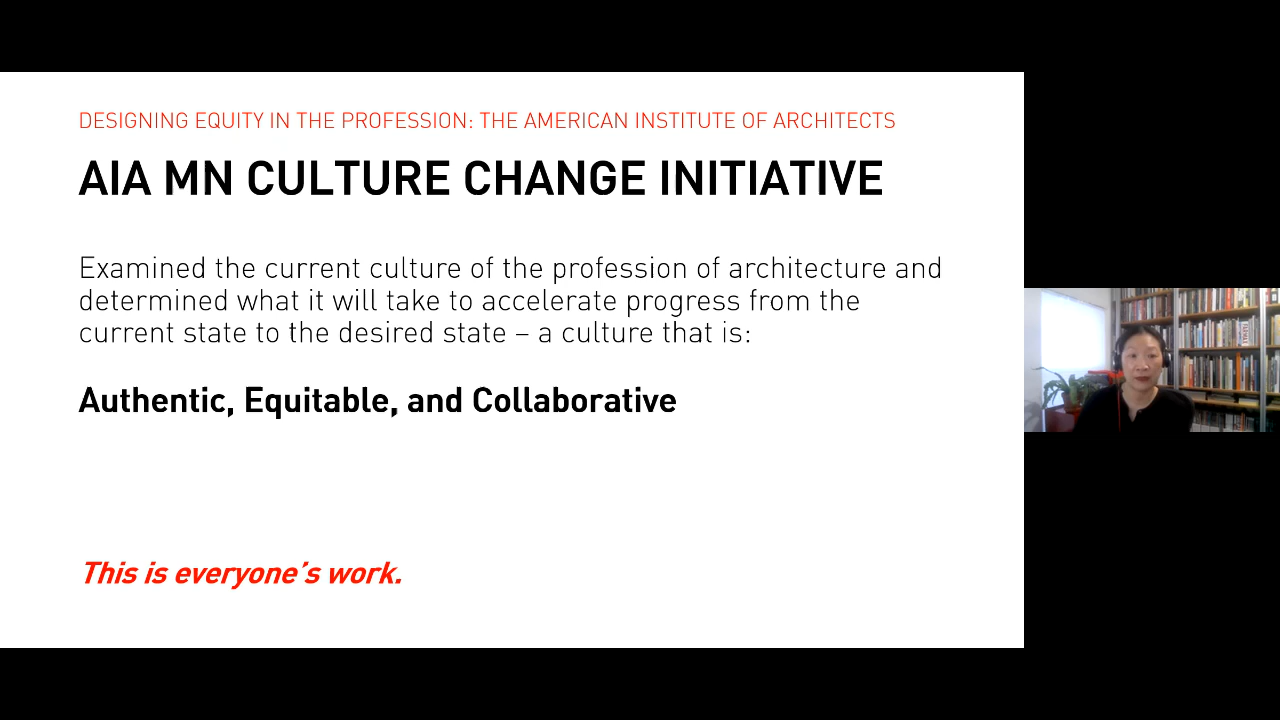 DESIGNING EQUITY IN THE PROFESSION: THE AMERICAN INSTITUTE OF ARCHITECTS
AIA MN CULTURE CHANGE INITIATIVE
Examined the current culture of the profession of architecture and
determined what it will take to accelerate progress from the
current state to the desired state – a culture that is:
Authentic, Equitable, and Collaborative
This is everyone’s work.